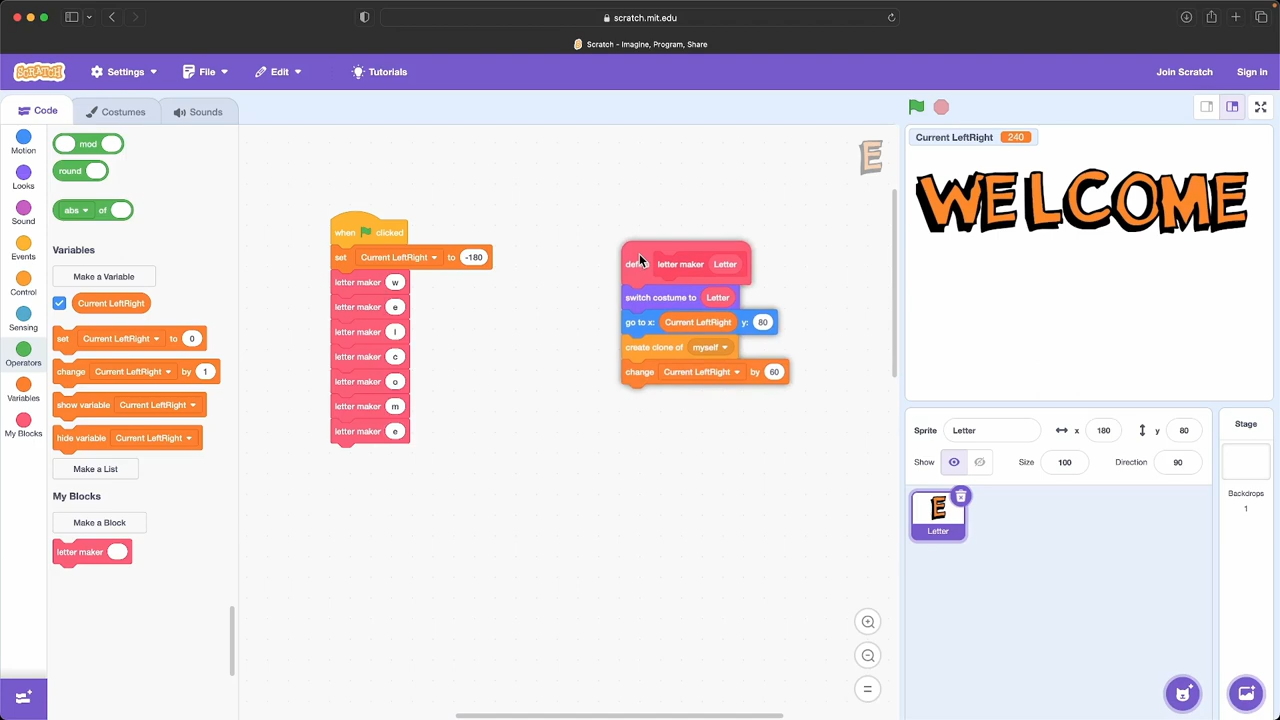 scratch.mit.edu
Scratch - Imagine, Program, Share
SCRATCH Settings File Edit Tutorials Join Scratch Sign in
Code Costumes Sounds
Motion
Looks
Sound
Events
Control
Sensing
Operators
Variables
My Blocks
mod
round
abs of
Variables
Make a Variable
Current LeftRight
set Current LeftRight to 0
change Current LeftRight by 1
show variable Current LeftRight
hide variable Current LeftRight
Make a List
My Blocks
Make a Block
letter maker
when clicked
set Current LeftRight to -180
letter maker w
letter maker e
letter maker l
letter maker c
letter maker o
letter maker m
letter maker e
letter maker Letter
switch costume to Letter
go to x: Current LeftRight y: 80
create clone of myself
change Current LeftRight by 60
E
Current LeftRight 240
WELCOME
Sprite Letter x 180 y 80
Show Size 100 Direction 90
E
Letter
Stage
Backdrops
1